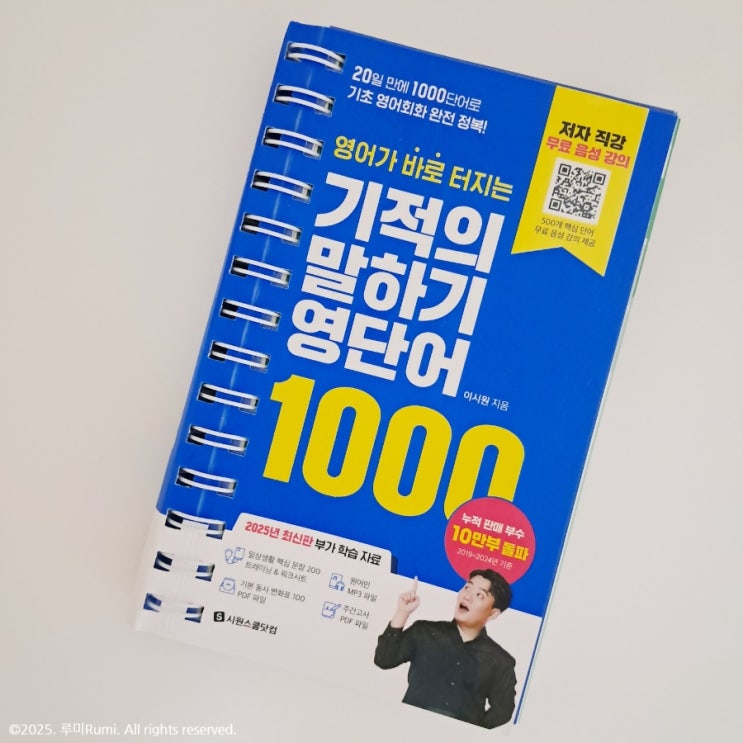 20일 만에 1000단어로
기초 영어회화 완전 정복!
저자 직강
무료 음성 강의
500개 핵심 단어
무료 음성 강의 제공
영어가 바로 터지는
기적의
말하기
영단어
이시원 지음
1000
누적 판매 부수
10만부 돌파
2019~2024년 기준
2025년 최신판 부가 학습 자료
일상생활 핵심 문장 200
트레이닝 & 워크시트
원어민
MP3 파일
기본 동사 변화표 100
PDF 파일
주간고사
PDF 파일
S 시원스쿨닷컴
©2025. 루미Rumi. All rights reserved.